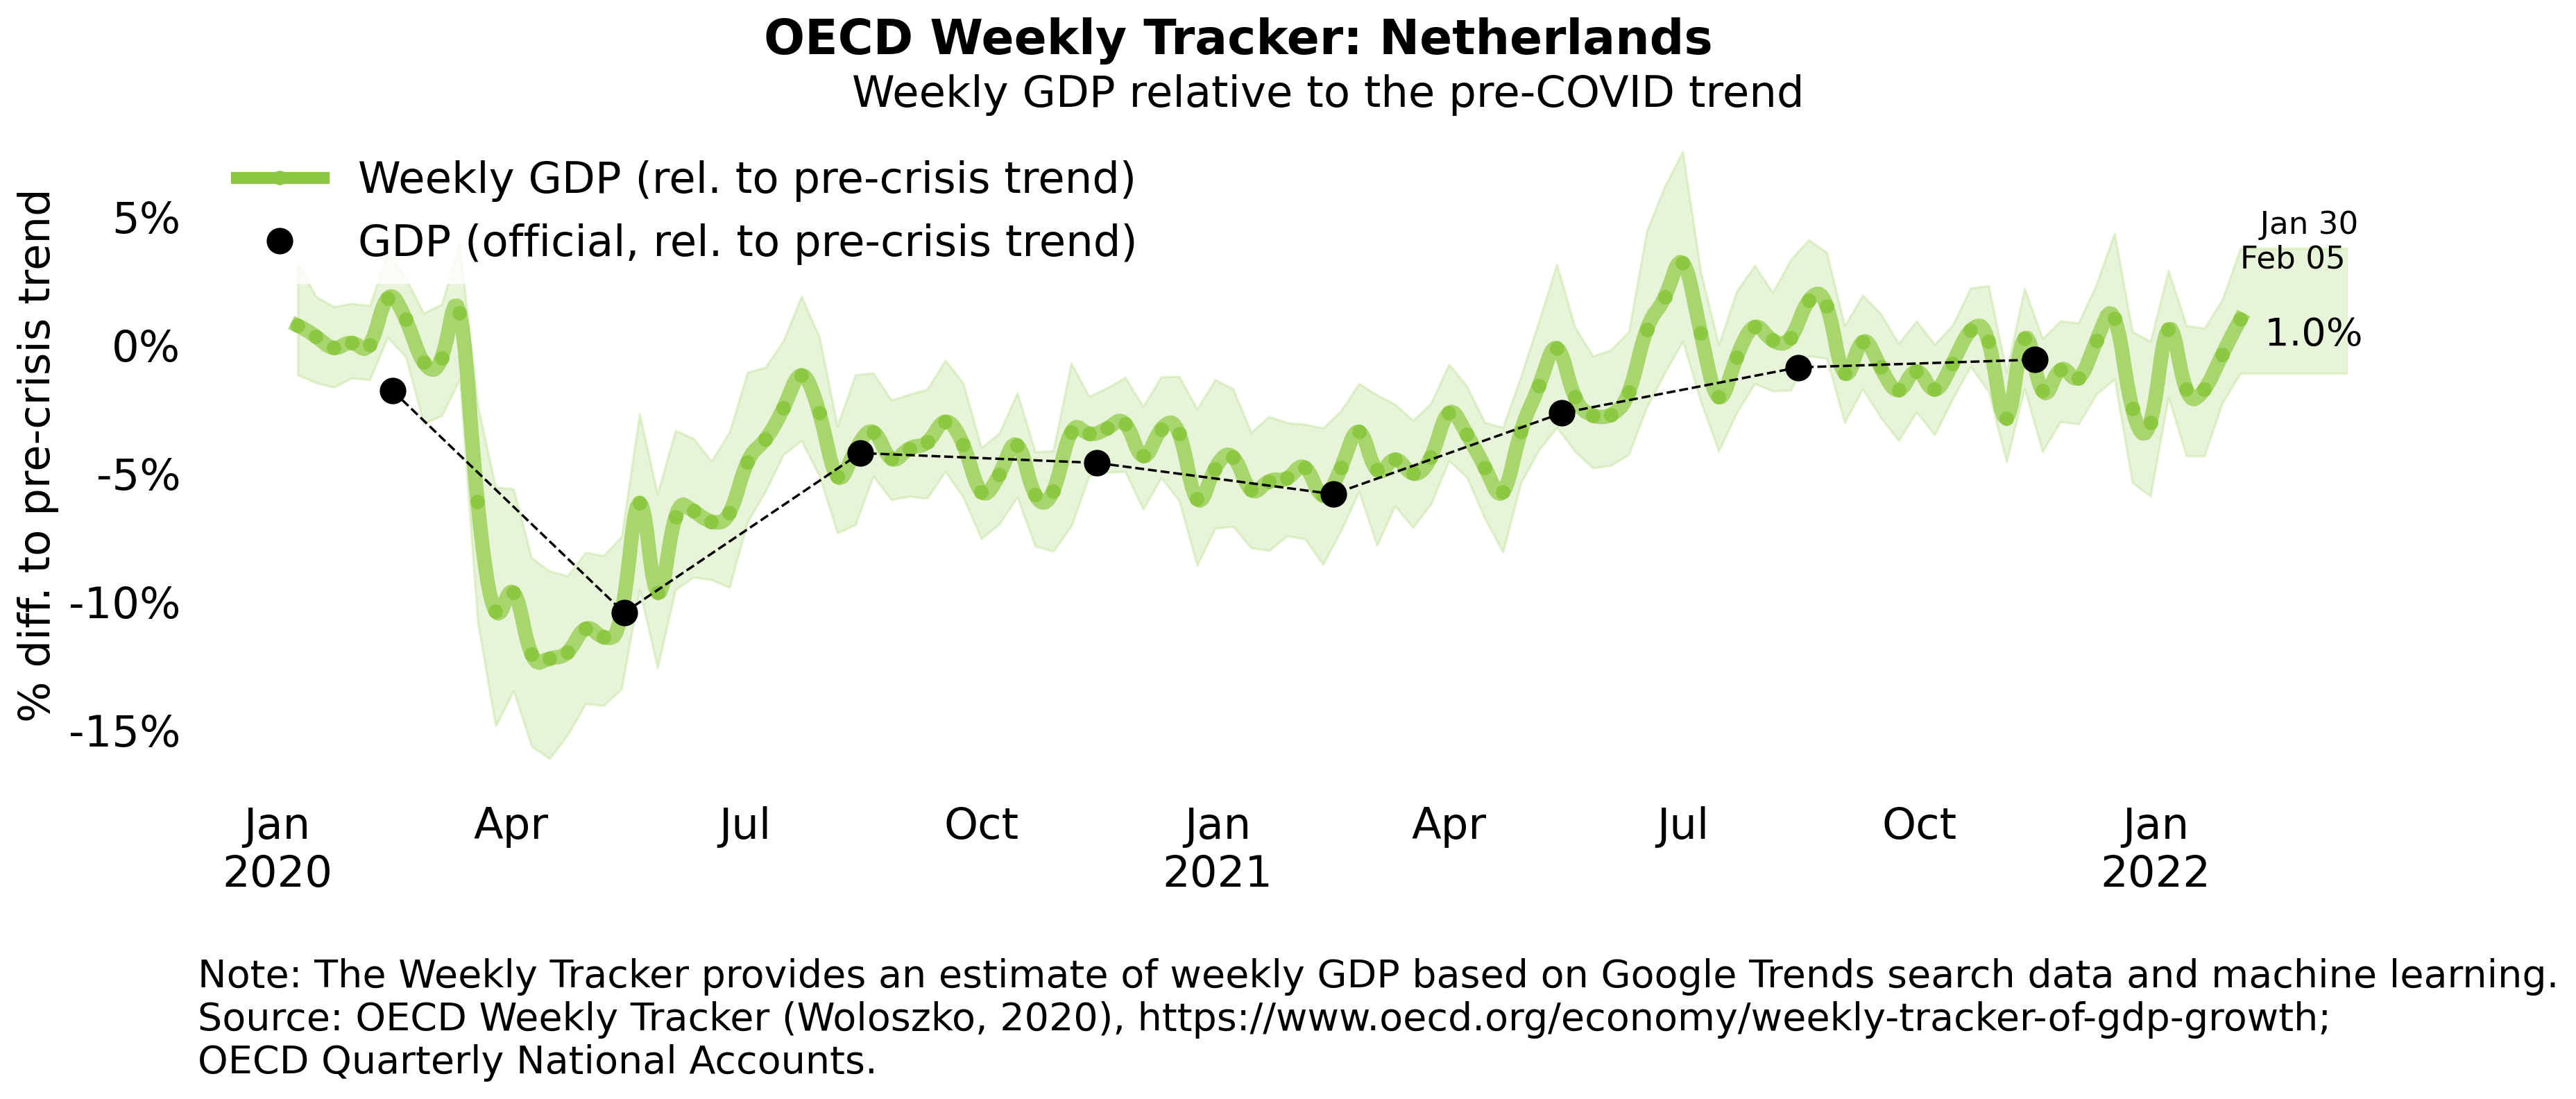 OECD Weekly Tracker: Netherlands
Weekly GDP relative to the pre-COVID trend
Weekly GDP (rel. to pre-crisis trend)
GDP (official, rel. to pre-crisis trend)
% diff. to pre-crisis trend
5%
0%
-5%
-10%
-15%
Jan 30
Feb 05
1.0%
Jan Apr Jul Oct Jan Apr Jul Oct Jan
2020 2021 2022
Note: The Weekly Tracker provides an estimate of weekly GDP based on Google Trends search data and machine learning.
Source: OECD Weekly Tracker (Woloszko, 2020), https://www.oecd.org/economy/weekly-tracker-of-gdp-growth;
OECD Quarterly National Accounts.